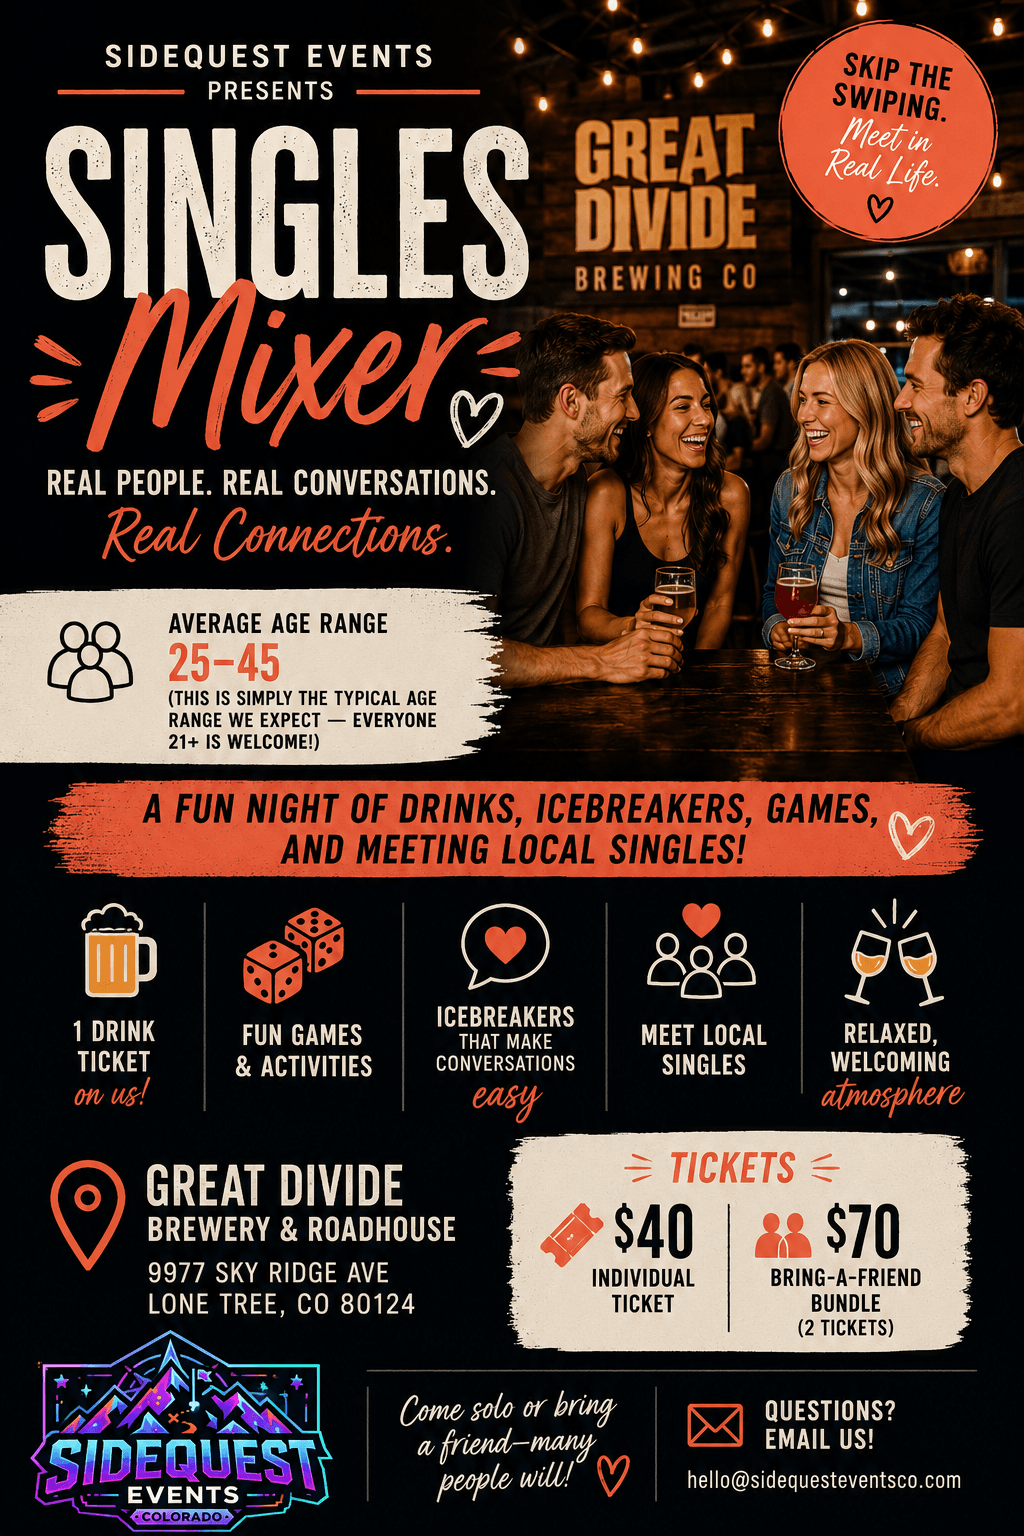 SIDEQUEST EVENTS
PRESENTS
SINGLES
Mixer
REAL PEOPLE. REAL CONVERSATIONS.
Real Connections.
SKIP THE
SWIPING.
Meet in
Real Life.
GREAT
DIVIDE
BREWING CO
AVERAGE AGE RANGE
25–45
(THIS IS SIMPLY THE TYPICAL AGE
RANGE WE EXPECT — EVERYONE
21+ IS WELCOME!)
A FUN NIGHT OF DRINKS, ICEBREAKERS, GAMES,
AND MEETING LOCAL SINGLES!
1 DRINK
TICKET
on us!
FUN GAMES
& ACTIVITIES
ICEBREAKERS
THAT MAKE
CONVERSATIONS
easy
MEET LOCAL
SINGLES
RELAXED,
WELCOMING
atmosphere
GREAT DIVIDE
BREWERY & ROADHOUSE
9977 SKY RIDGE AVE
LONE TREE, CO 80124
TICKETS
$40
INDIVIDUAL
TICKET
$70
BRING-A-FRIEND
BUNDLE
(2 TICKETS)
SIDEQUEST
EVENTS
COLORADO
Come solo or bring
a friend—many
people will!
QUESTIONS?
EMAIL US!
hello@sidequesteventsco.com